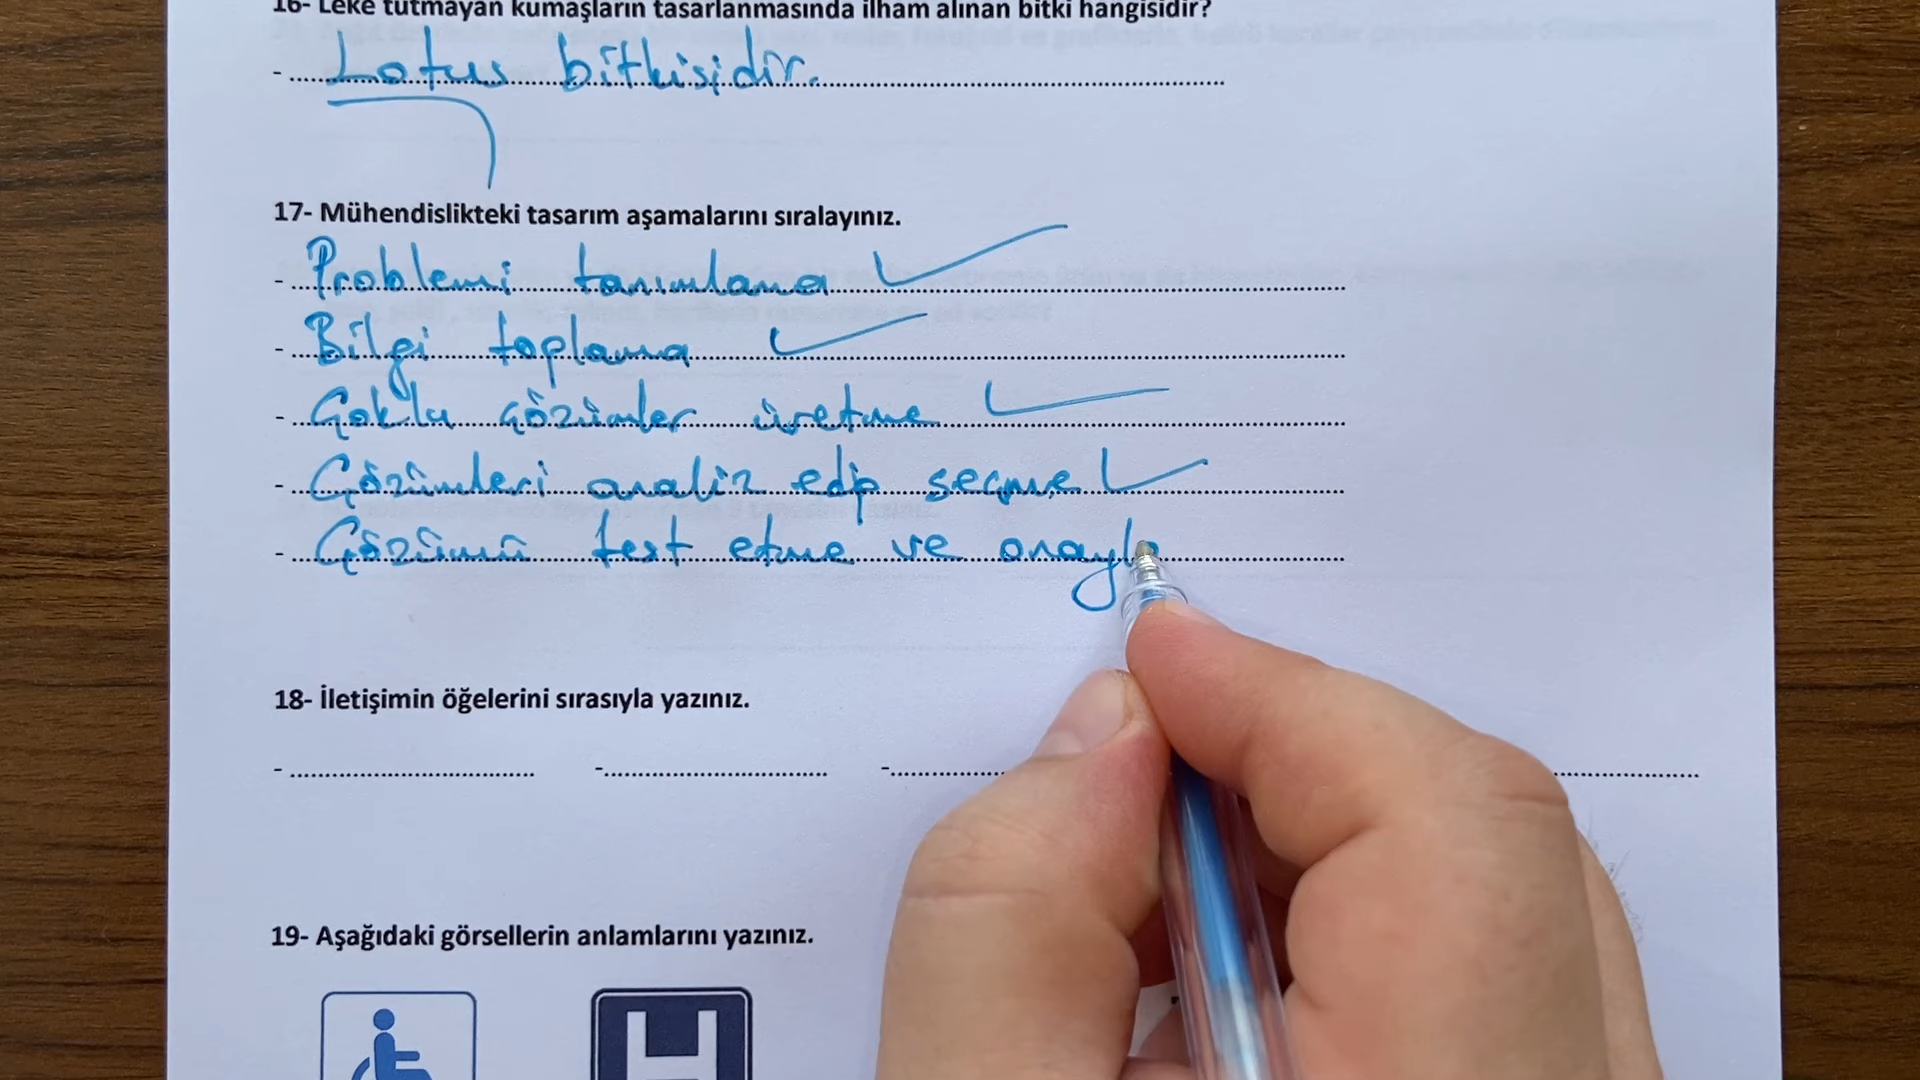 16- Leke tutmayan kumaşların tasarlanmasında ilham alınan bitki hangisidir?
- Lotus bitkisidir.
17- Mühendislikteki tasarım aşamalarını sıralayınız.
- Problemi tanımlama
- Bilgi toplama
- Çoklu çözümler üretme
- Çözümleri analiz edip seçme
- Çözümü test etme ve onayla
18- İletişimin öğelerini sırasıyla yazınız.
19- Aşağıdaki görsellerin anlamlarını yazınız.
H